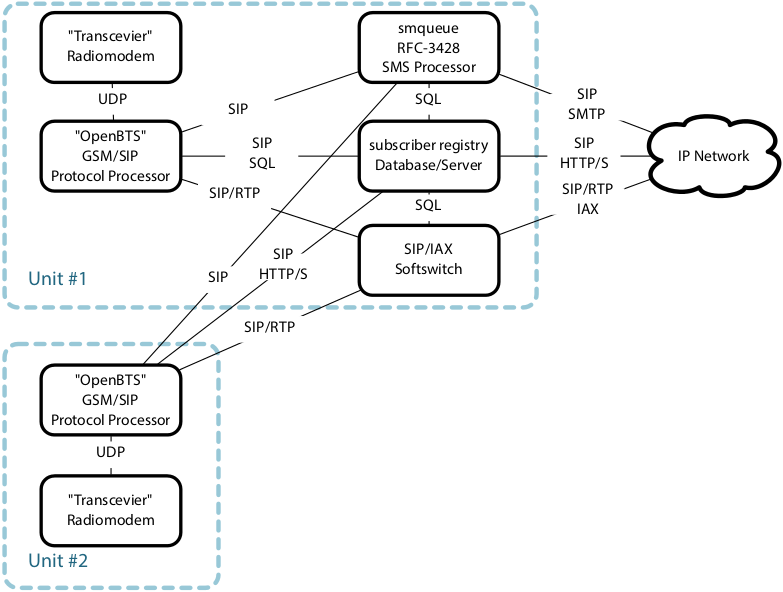 "Transcevier"
Radiomodem
UDP
"OpenBTS"
GSM/SIP
Protocol Processor
smqueue
RFC-3428
SMS Processor
SQL
subscriber registry
Database/Server
SQL
SIP/IAX
Softswitch
SIP
SIP
SQL
SIP/RTP
SIP
SMTP
SIP
HTTP/S
SIP/RTP
IAX
IP Network
SIP
SIP
HTTP/S
SIP/RTP
Unit #1
"OpenBTS"
GSM/SIP
Protocol Processor
UDP
"Transcevier"
Radiomodem
Unit #2